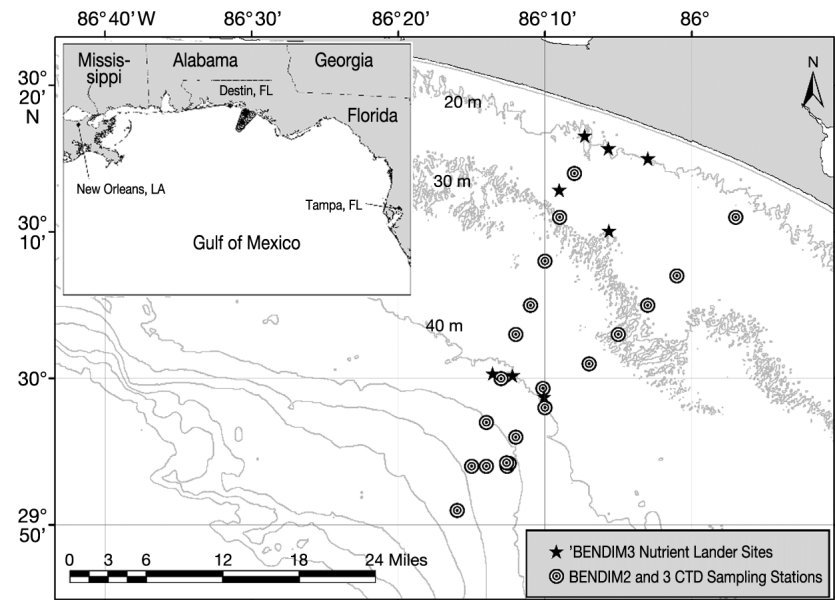 86°40'W 86°30' 86°20' 86°10' 86°
30°
20'
N
Missis-
sippi
Alabama
Georgia
Destin, FL
Florida
New Orleans, LA
Tampa, FL
Gulf of Mexico
20 m
N
30 m
30°
10'
40 m
30°
29°
50'
0 3 6 12 18 24 Miles
'BENDIM3 Nutrient Lander Sites
BENDIM2 and 3 CTD Sampling Stations